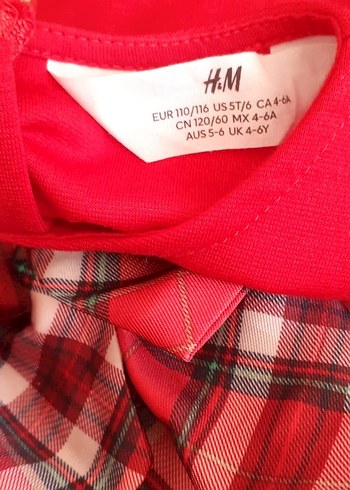 H&M
EUR 110/116 US 5T/6 CA 4-6A
CN 120/60 MX 4-6A
AUS 5-6 UK 4-6Y